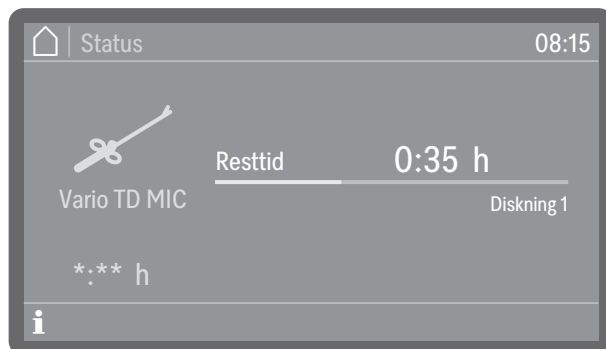 Status 08:15
Resttid 0:35 h
Vario TD MIC
Diskning 1
*:** h
i